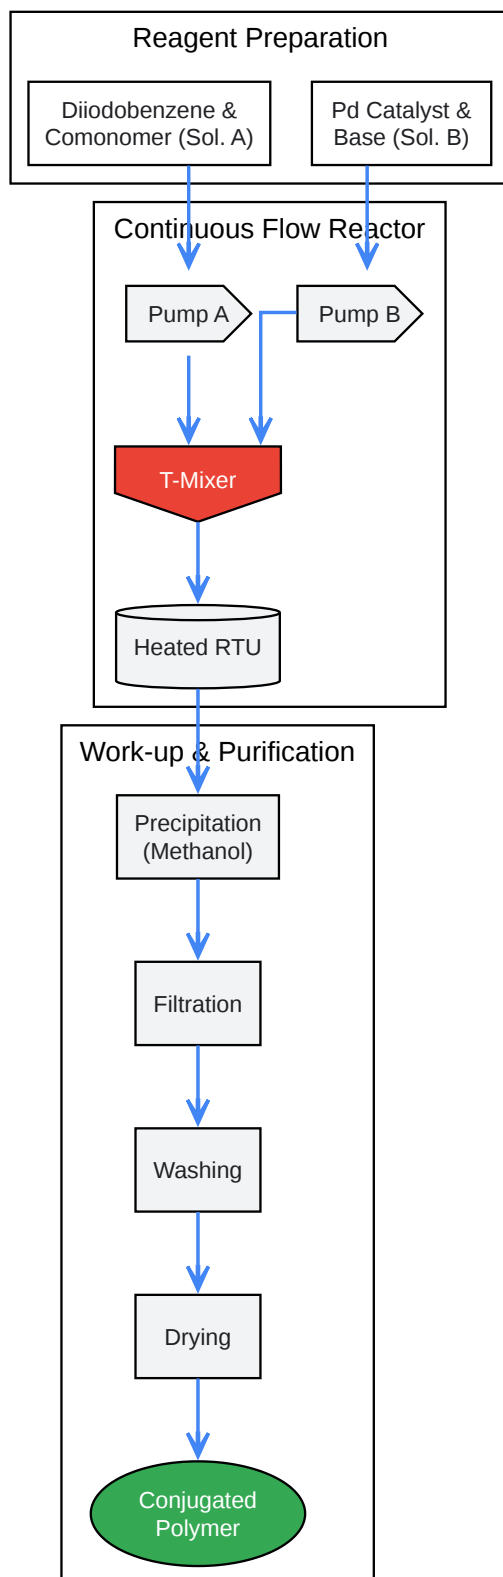 Reagent Preparation
Diiodobenzene &
Comonomer (Sol. A)
Pd Catalyst &
Base (Sol. B)
Continuous Flow Reactor
Pump A
Pump B
T-Mixer
Heated RTU
Work-up & Purification
Precipitation
(Methanol)
Filtration
Washing
Drying
Conjugated
Polymer